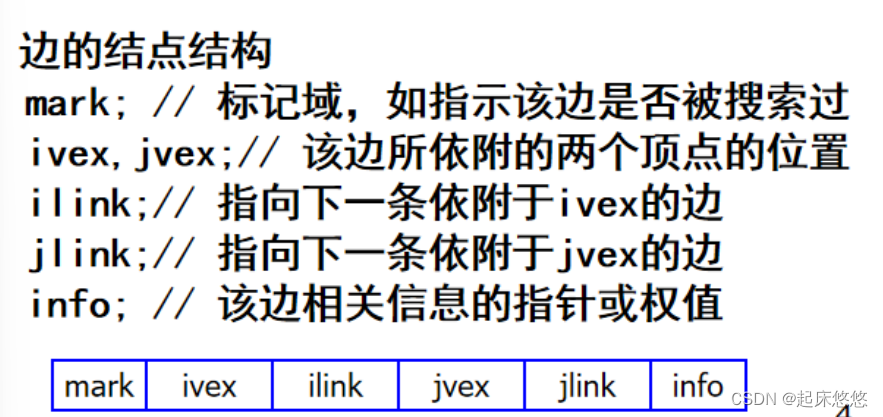 边的结点结构
mark; // 标记域，如指示该边是否被搜索过
ivex,jvex;// 该边所依附的两个顶点的位置
ilink;// 指向下一条依附于ivex的边
jlink;// 指向下一条依附于jvex的边
info; // 该边相关信息的指针或权值
mark ivex ilink jvex jlink info
CSDN @起床悠悠